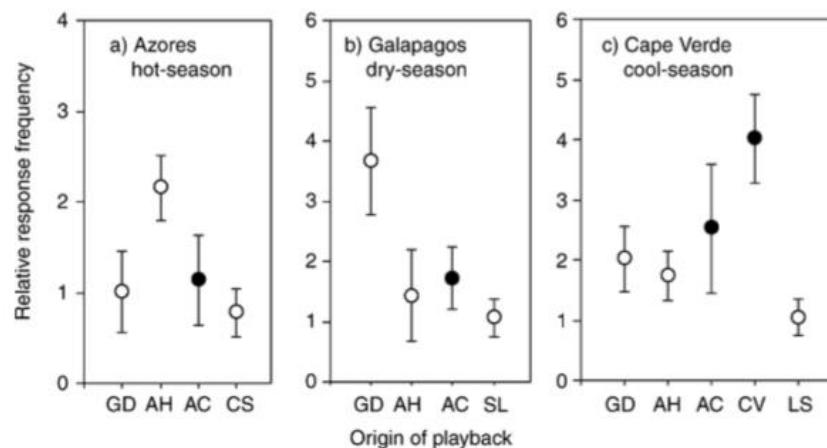 a) Azores
hot-season
b) Galapagos
dry-season
c) Cape Verde
cool-season
Relative response frequency
4
3
2
1
0
6
5
4
3
2
1
0
6
5
4
3
2
1
0
GD AH AC CS
GD AH AC SL
GD AH AC CV LS
Origin of playback